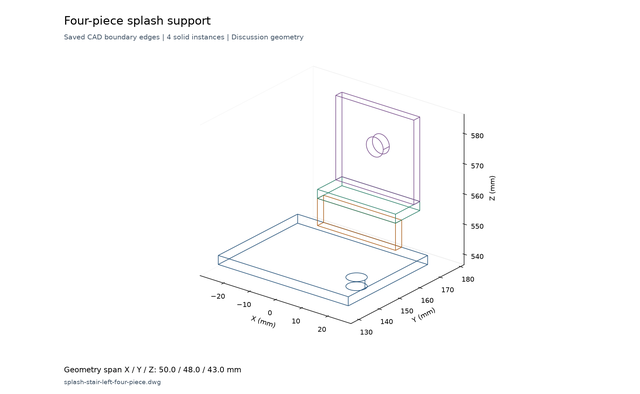 Four-piece splash support
Saved CAD boundary edges | 4 solid instances | Discussion geometry
580
570
560
550
540
Z (mm)
180
170
160
150
140
130
Y (mm)
−20
−10
0
10
20
X (mm)
Geometry span X / Y / Z: 50.0 / 48.0 / 43.0 mm
splash-stair-left-four-piece.dwg